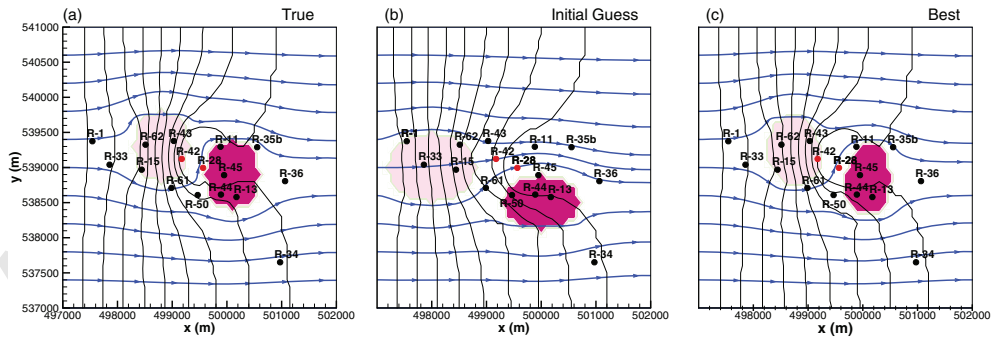 (a) True
541000
540500
540000
539500
539000
538500
538000
537500
537000
y (m)
R-1
R-62
R-43
R-11
R-35b
R-33
R-15
R-42
R-28
R-45
R-36
R-61
R-44
R-13
R-50
R-34
497000 498000 499000 500000 501000 502000
x (m)
(b) Initial Guess
R-1
R-62
R-43
R-11
R-35b
R-33
R-15
R-42
R-28
R-45
R-36
R-61
R-44
R-13
R-50
R-34
498000 499000 500000 501000 502000
x (m)
(c) Best
R-1
R-62
R-43
R-11
R-35b
R-33
R-15
R-42
R-28
R-45
R-36
R-61
R-44
R-13
R-50
R-34
498000 499000 500000 501000 502000
x (m)